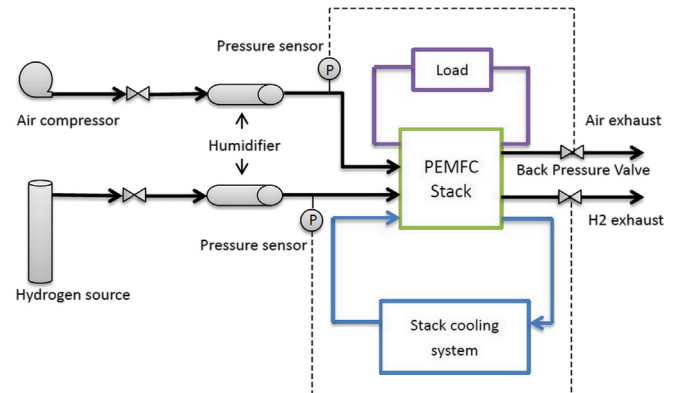 Pressure sensor
P
Load
Air compressor
Air exhaust
Humidifier
PEMFC
Stack
Back Pressure Valve
P
H2 exhaust
Pressure sensor
Hydrogen source
Stack cooling
system